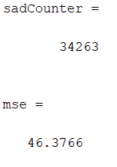 sadCounter =
34263
mse =
46.3766